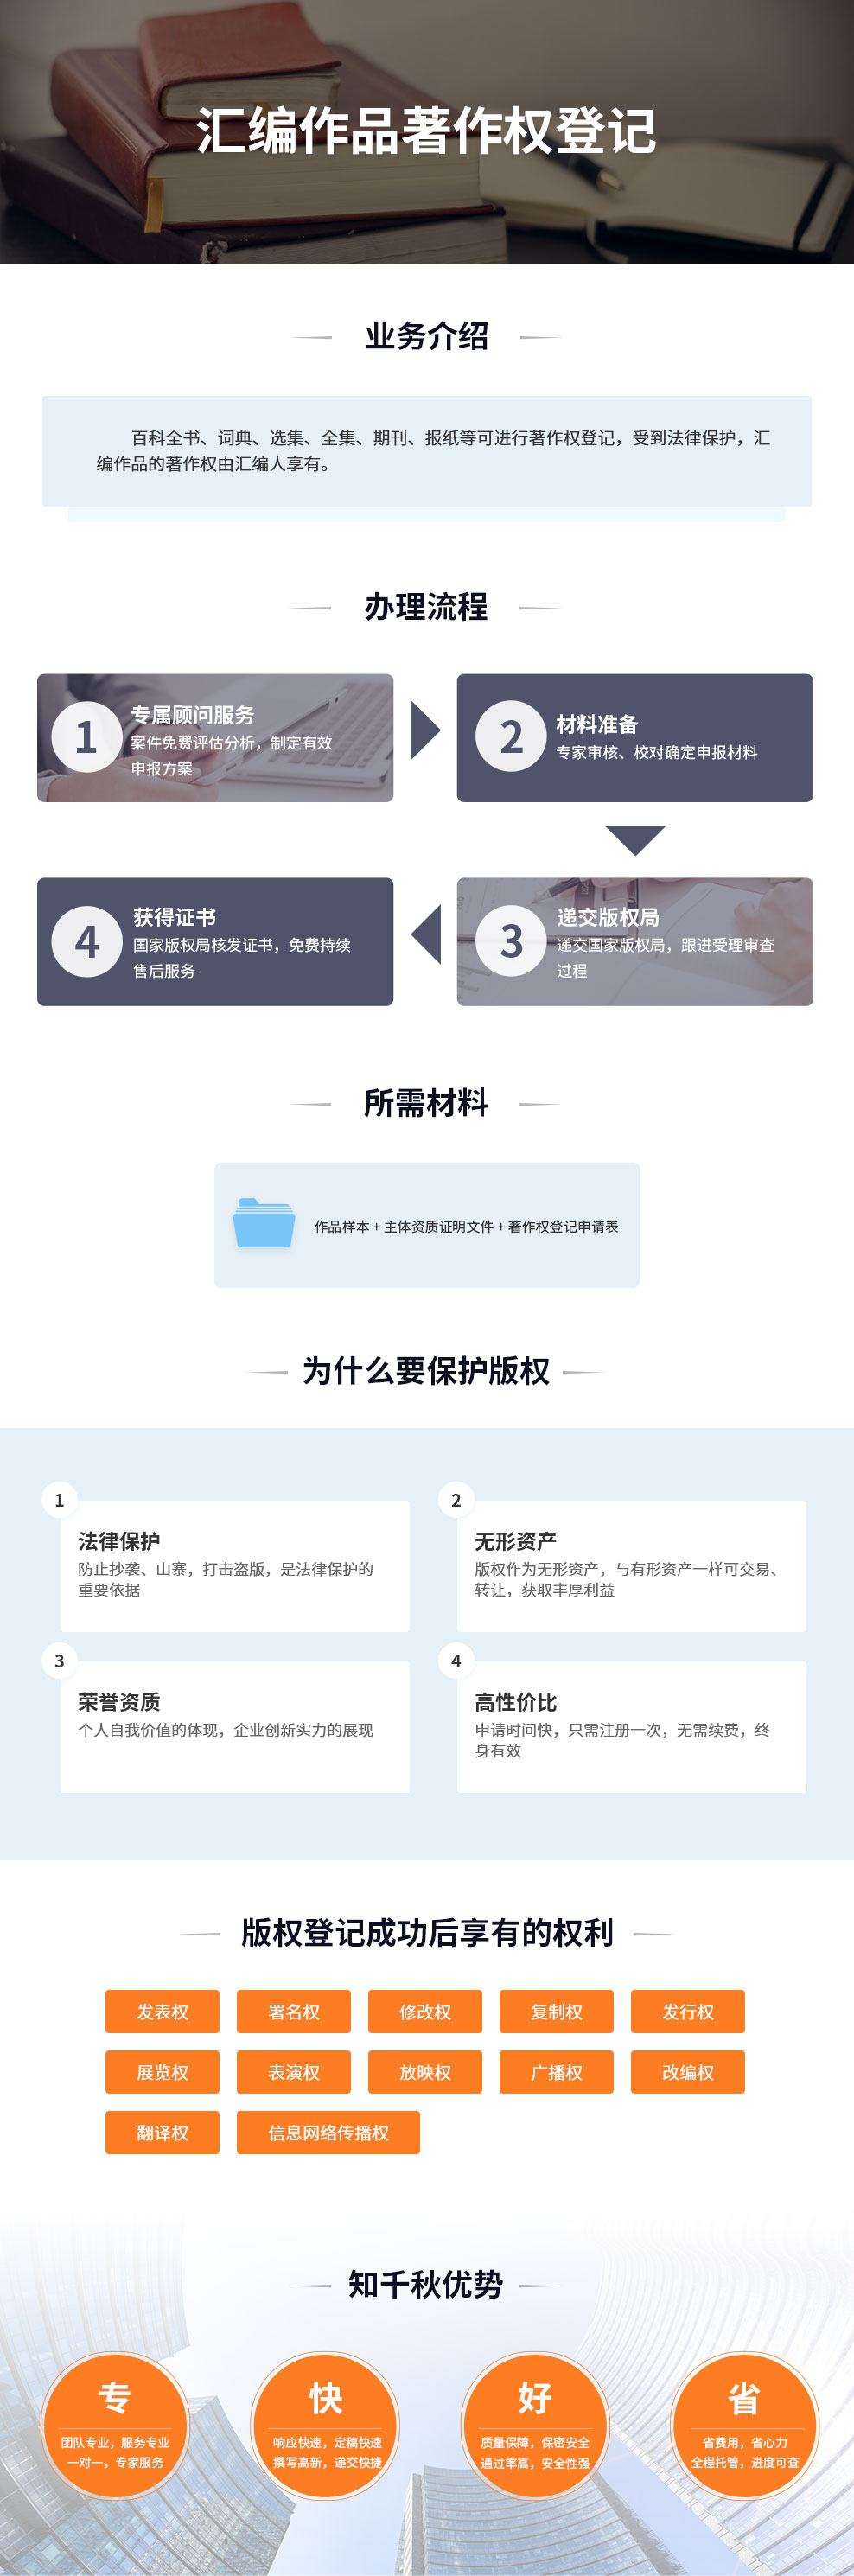 汇编作品著作权登记
业务介绍
百科全书、词典、选集、全集、期刊、报纸等可进行著作权登记，受到法律保护，汇
编作品的著作权由汇编人享有。
办理流程
1
专属顾问服务
案件免费评估分析，制定有效
申报方案
2
材料准备
专家审核、校对确定申报材料
3
递交版权局
递交国家版权局，跟进受理审查
过程
4
获得证书
国家版权局核发证书，免费持续
售后服务
所需材料
作品样本＋主体资质证明文件＋著作权登记申请表
为什么要保护版权
1
法律保护
防止抄袭、山寨，打击盗版，是法律保护的
重要依据
2
无形资产
版权作为无形资产，与有形资产一样可交易、
转让，获取丰厚利益
3
荣誉资质
个人自我价值的体现，企业创新实力的展现
4
高性价比
申请时间快，只需注册一次，无需续费，终
身有效
版权登记成功后享有的权利
发表权 署名权 修改权 复制权 发行权
展览权 表演权 放映权 广播权 改编权
翻译权 信息网络传播权
知千秋优势
专
团队专业，服务专业
一对一，专家服务
快
响应快速，定稿快速
撰写高新，递交快捷
好
质量保障，保密安全
通过率高，安全性强
省
省费用，省心力
全程托管，进度可查